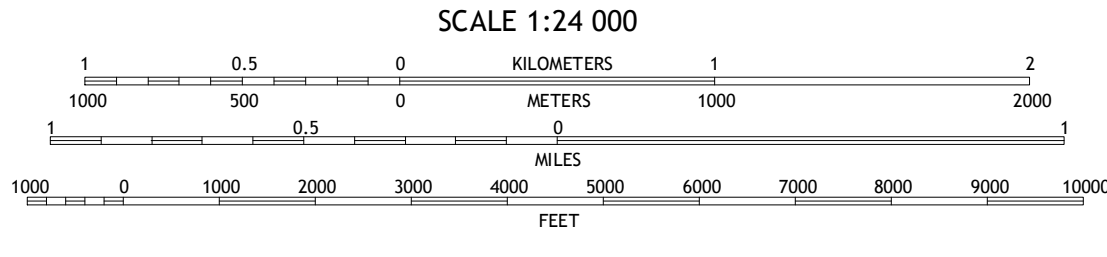 SCALE 1:24 000
1 0.5 0 KILOMETERS 1 2
1000 500 0 METERS 1000 2000
1 0.5 0 1
MILES
1000 0 1000 2000 3000 4000 5000 6000 7000 8000 9000 10000
FEET